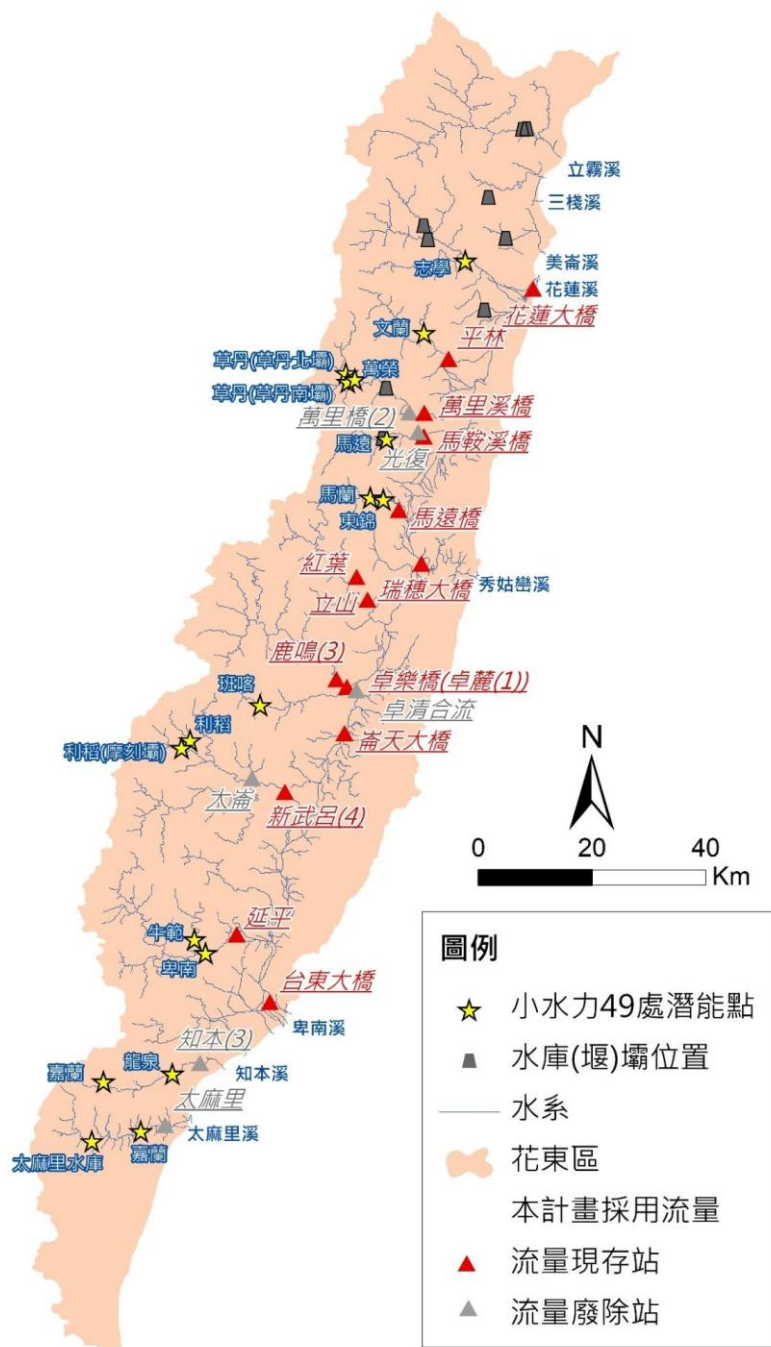 立霧溪
三棧溪
美崙溪
志學
花蓮溪
花蓮大橋
文蘭
平林
草丹(草丹北壩)
萬榮
草丹(草丹南壩)
萬里橋(2)
萬里溪橋
馬遠
光復
馬鞍溪橋
馬蘭
東錦
馬遠橋
紅葉
瑞穗大橋
秀姑巒溪
立山
鹿鳴(3)
卓樂橋(卓麓(1))
班喀
卓清合流
利稻
利稻(摩刻壩)
崙天大橋
太崙
新武呂(4)
N
0 20 40
Km
延平
牛範
卑南
台東大橋
卑南溪
知本(3)
龍泉
知本溪
嘉蘭
太麻里
太麻里溪
太麻里水庫
嘉蘭
圖例
小水力49處潛能點
水庫(堰)壩位置
水系
花東區
本計畫採用流量
流量現存站
流量廢除站